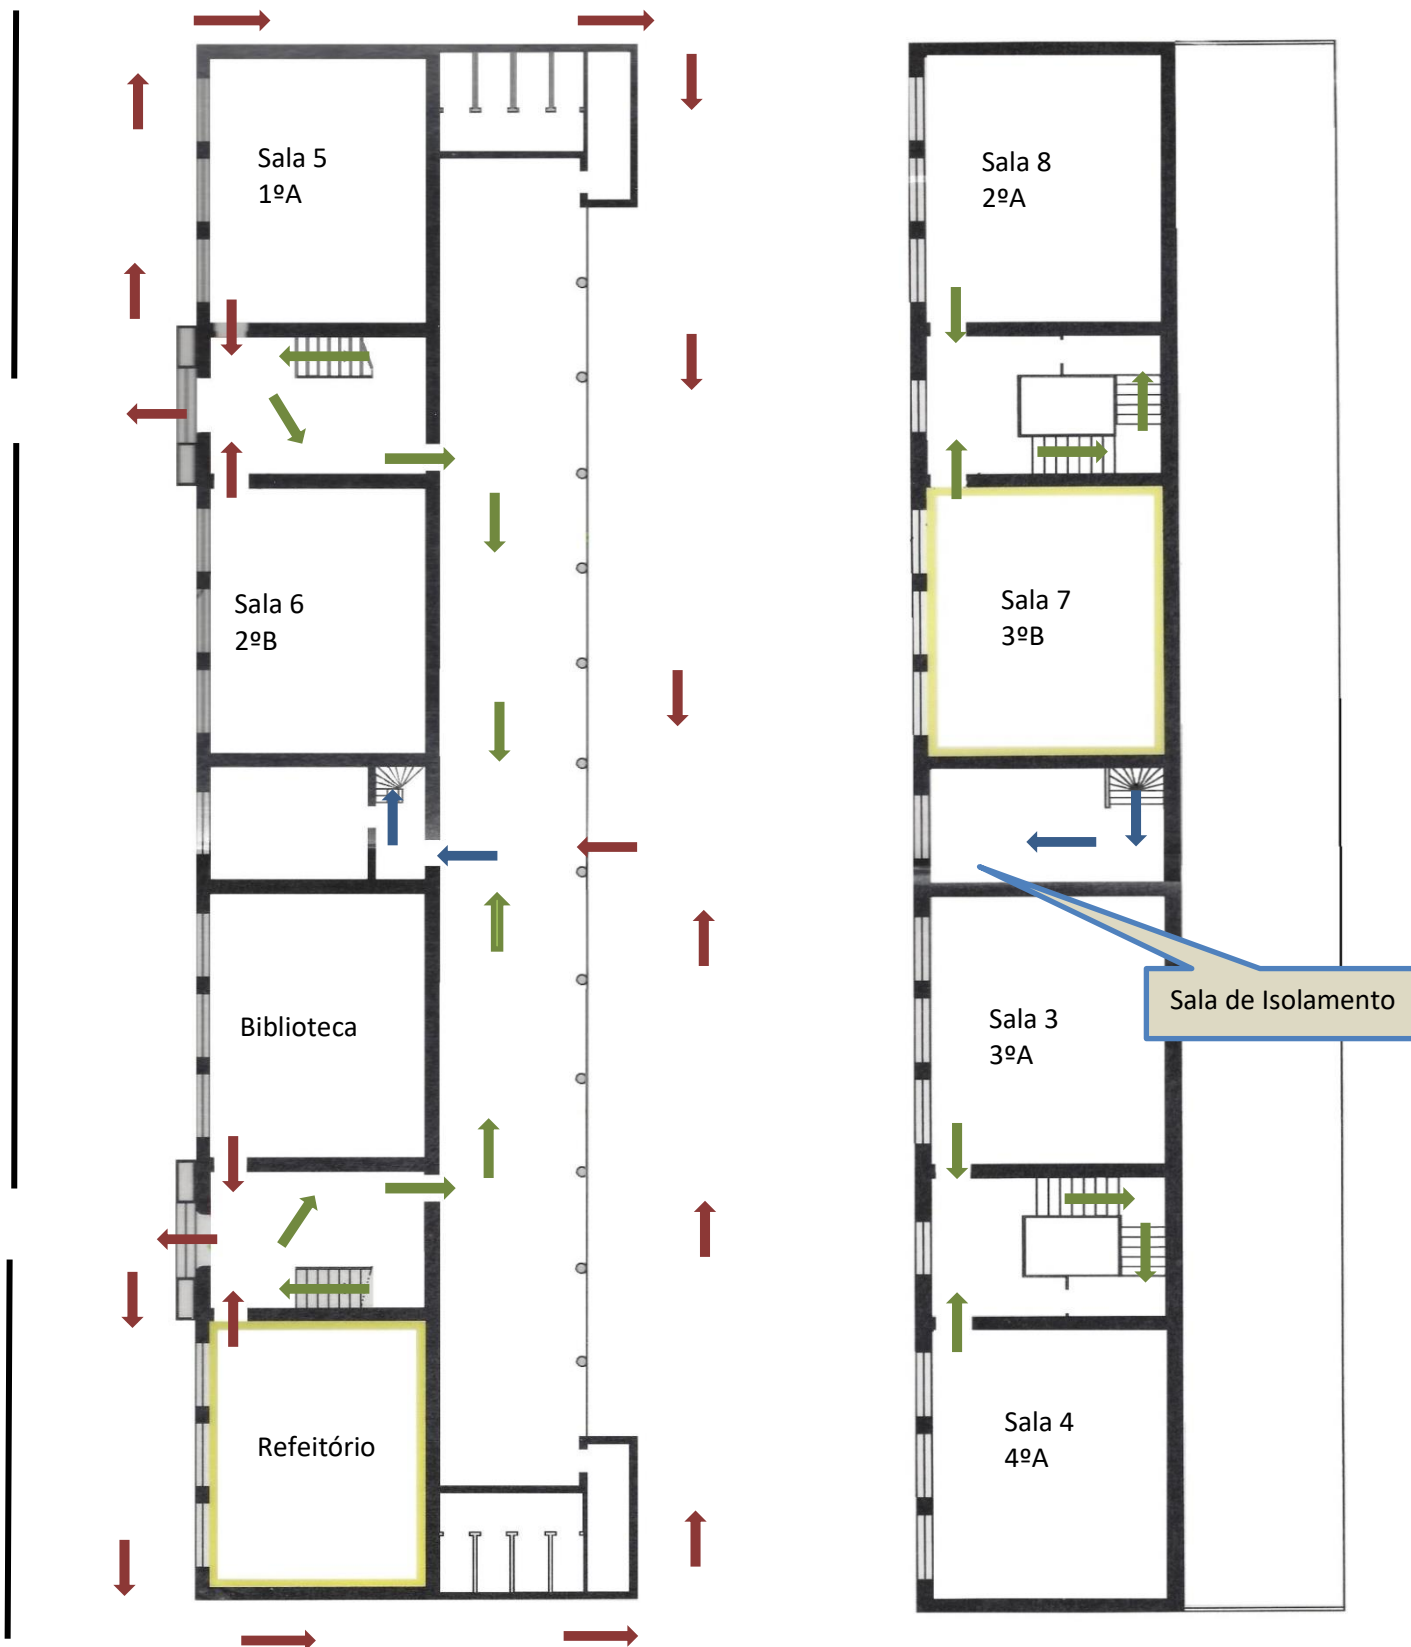 Sala 5
1ºA
Sala 6
2ºB
Biblioteca
Refeitório
Sala 8
2ºA
Sala 7
3ºB
Sala de Isolamento
Sala 3
3ºA
Sala 4
4ºA